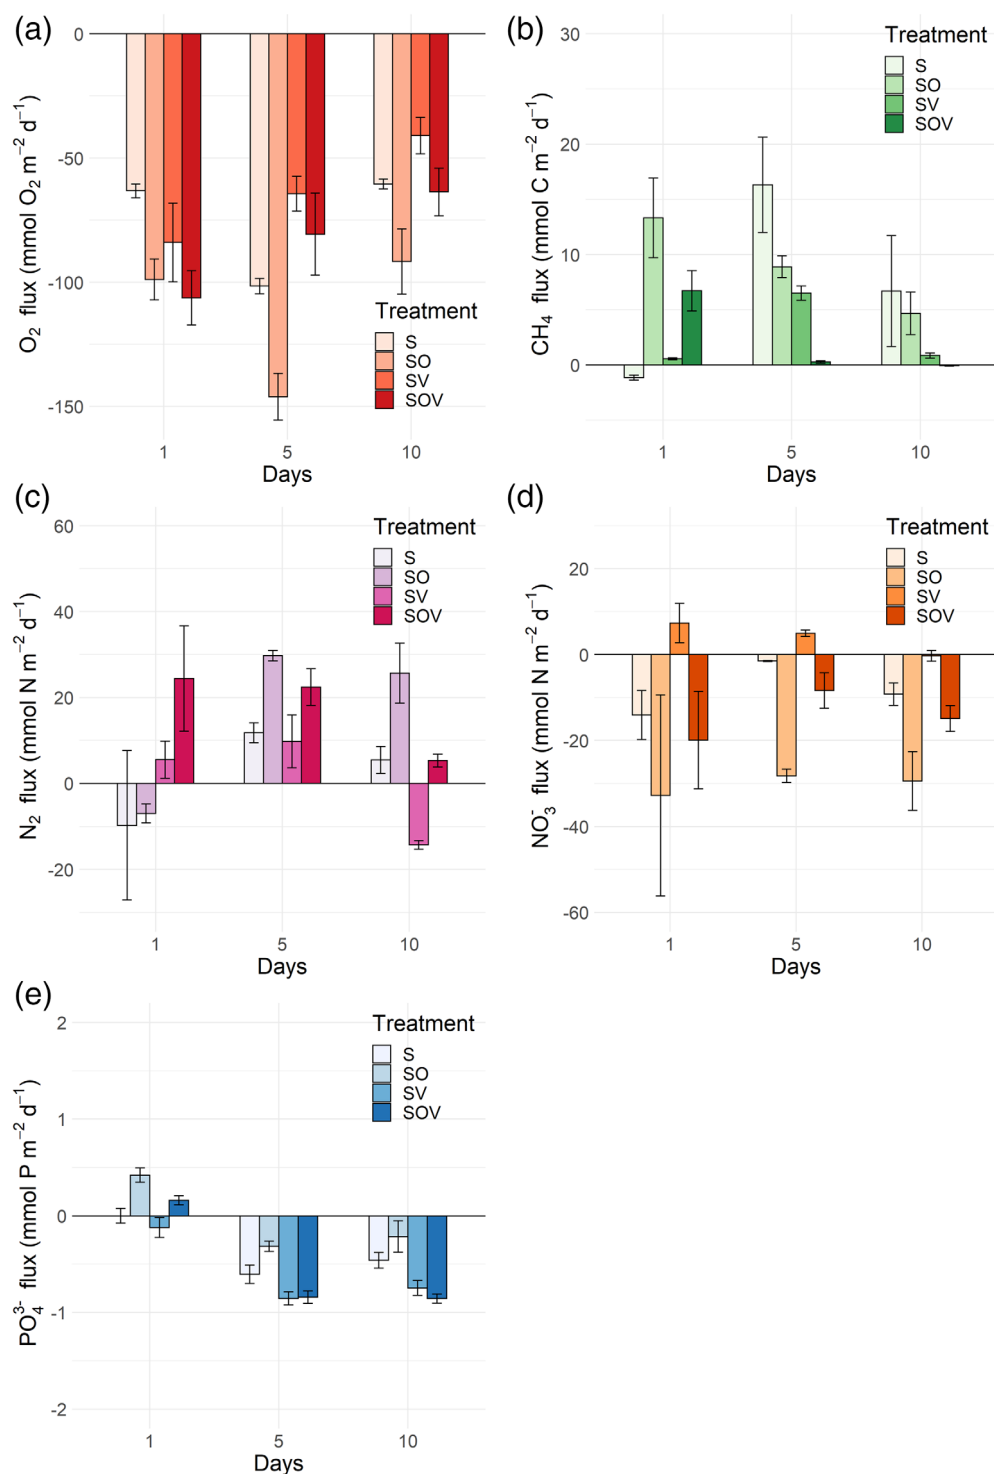 (a)
0
-50
-100
-150
O₂ flux (mmol O₂ m⁻² d⁻¹)
Treatment
S
SO
SV
SOV
1 5 10
Days
(b)
30
20
10
0
CH₄ flux (mmol C m⁻² d⁻¹)
Treatment
S
SO
SV
SOV
1 5 10
Days
(c)
60
40
20
0
-20
N₂ flux (mmol N m⁻² d⁻¹)
Treatment
S
SO
SV
SOV
1 5 10
Days
(d)
20
0
-20
-40
-60
NO₃⁻ flux (mmol N m⁻² d⁻¹)
Treatment
S
SO
SV
SOV
1 5 10
Days
(e)
2
1
0
-1
-2
PO₄³⁻ flux (mmol P m⁻² d⁻¹)
Treatment
S
SO
SV
SOV
1 5 10
Days